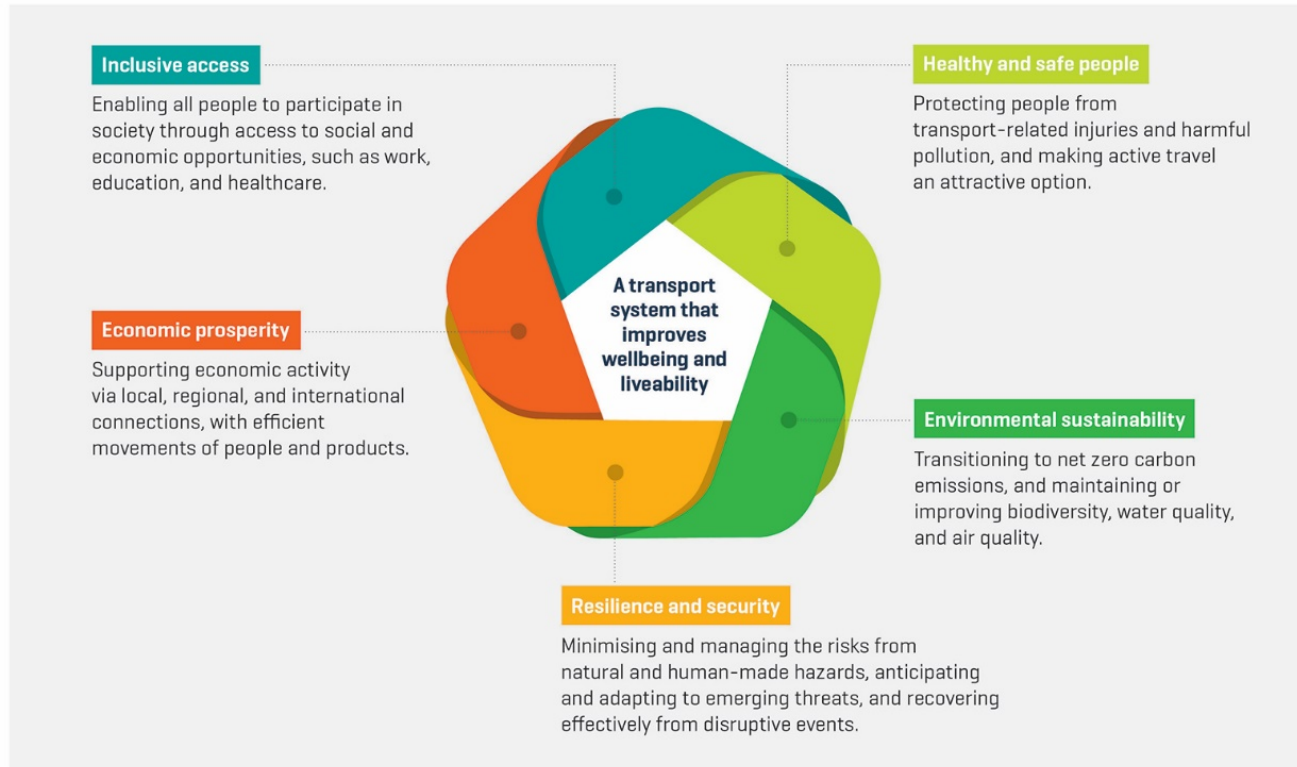 Inclusive access
Enabling all people to participate in
society through access to social and
economic opportunities, such as work,
education, and healthcare.
Healthy and safe people
Protecting people from
transport-related injuries and harmful
pollution, and making active travel
an attractive option.
A transport
system that
improves
wellbeing and
liveability
Economic prosperity
Supporting economic activity
via local, regional, and international
connections, with efficient
movements of people and products.
Environmental sustainability
Transitioning to net zero carbon
emissions, and maintaining or
improving biodiversity, water quality,
and air quality.
Resilience and security
Minimising and managing the risks from
natural and human-made hazards, anticipating
and adapting to emerging threats, and recovering
effectively from disruptive events.